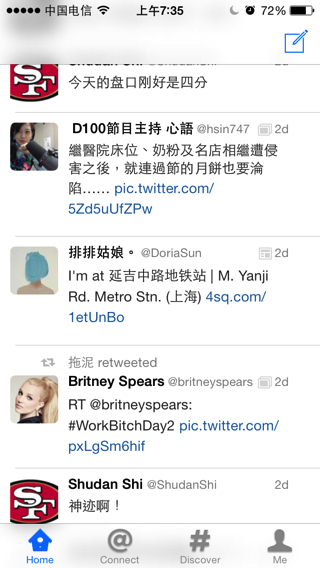 中国电信 上午7:35 72%
Shudan Shi @ShudanShi 2d
今天的盘口刚好是四分
D100節目主持 心語 @hsin747 2d
繼醫院床位、奶粉及名店相繼遭侵
害之後，就連過節的月餅也要淪
陷…… pic.twitter.com/
5Zd5uUfZPw
排排姑娘。 @DoriaSun 2d
I'm at 延吉中路地铁站 | M. Yanji
Rd. Metro Stn. (上海) 4sq.com/
1etUnBo
拖泥 retweeted
Britney Spears @britneyspears 2d
RT @britneyspears:
#WorkBitchDay2 pic.twitter.com/
pxLgSm6hif
Shudan Shi @ShudanShi 2d
神迹啊！
Home Connect Discover Me